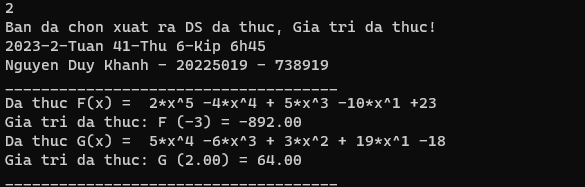 2
Ban da chon xuat ra DS da thuc, Gia tri da thuc!
2023-2-Tuan 41-Thu 6-Kip 6h45
Nguyen Duy Khanh - 20225019 - 738919
_____________________________________
Da thuc F(x) =  2*x^5 -4*x^4 + 5*x^3 -10*x^1 +23
Gia tri da thuc: F (-3) = -892.00
Da thuc G(x) =  5*x^4 -6*x^3 + 3*x^2 + 19*x^1 -18
Gia tri da thuc: G (2.00) = 64.00
_____________________________________